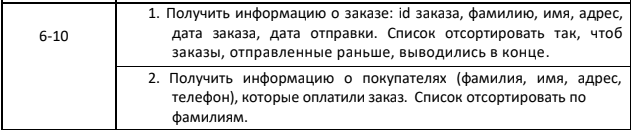 6-10
1. Получить информацию о заказе: id заказа, фамилию, имя, адрес,
дата заказа, дата отправки. Список отсортировать так, чтоб
заказы, отправленные раньше, выводились в конце.
2. Получить информацию о покупателях (фамилия, имя, адрес,
телефон), которые оплатили заказ. Список отсортировать по
фамилиям.